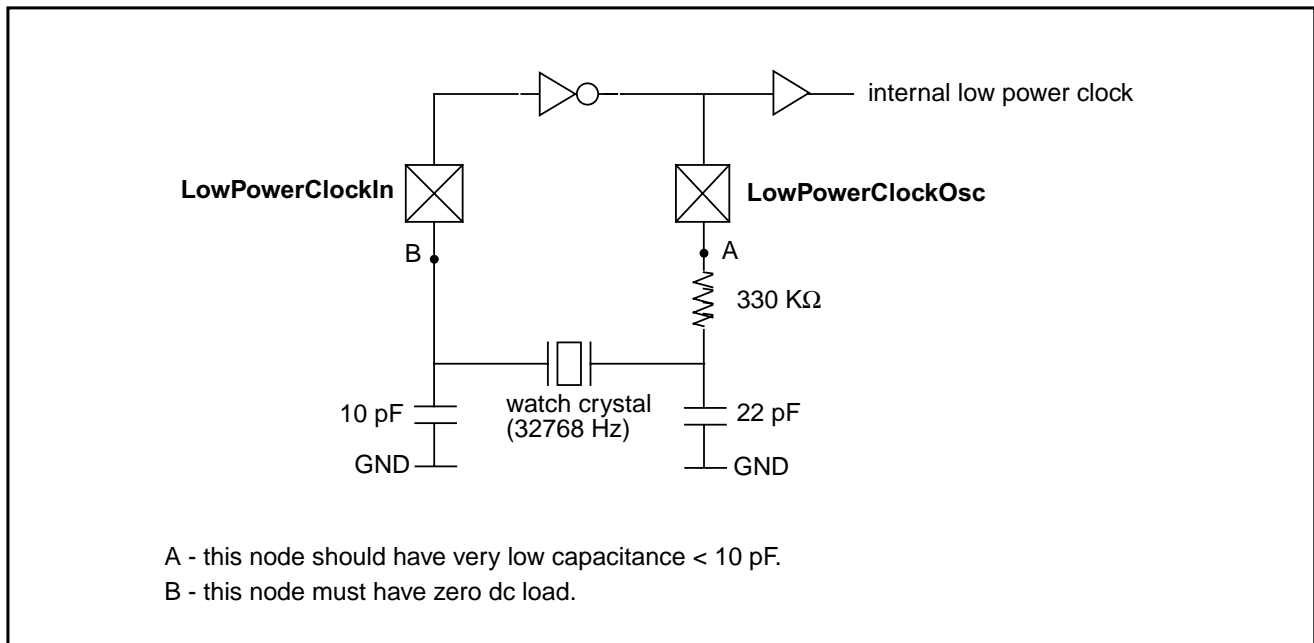 internal low power clock
LowPowerClockIn
LowPowerClockOsc
B
A
330 KΩ
10 pF
watch crystal
(32768 Hz)
22 pF
GND
GND
A - this node should have very low capacitance < 10 pF.
B - this node must have zero dc load.